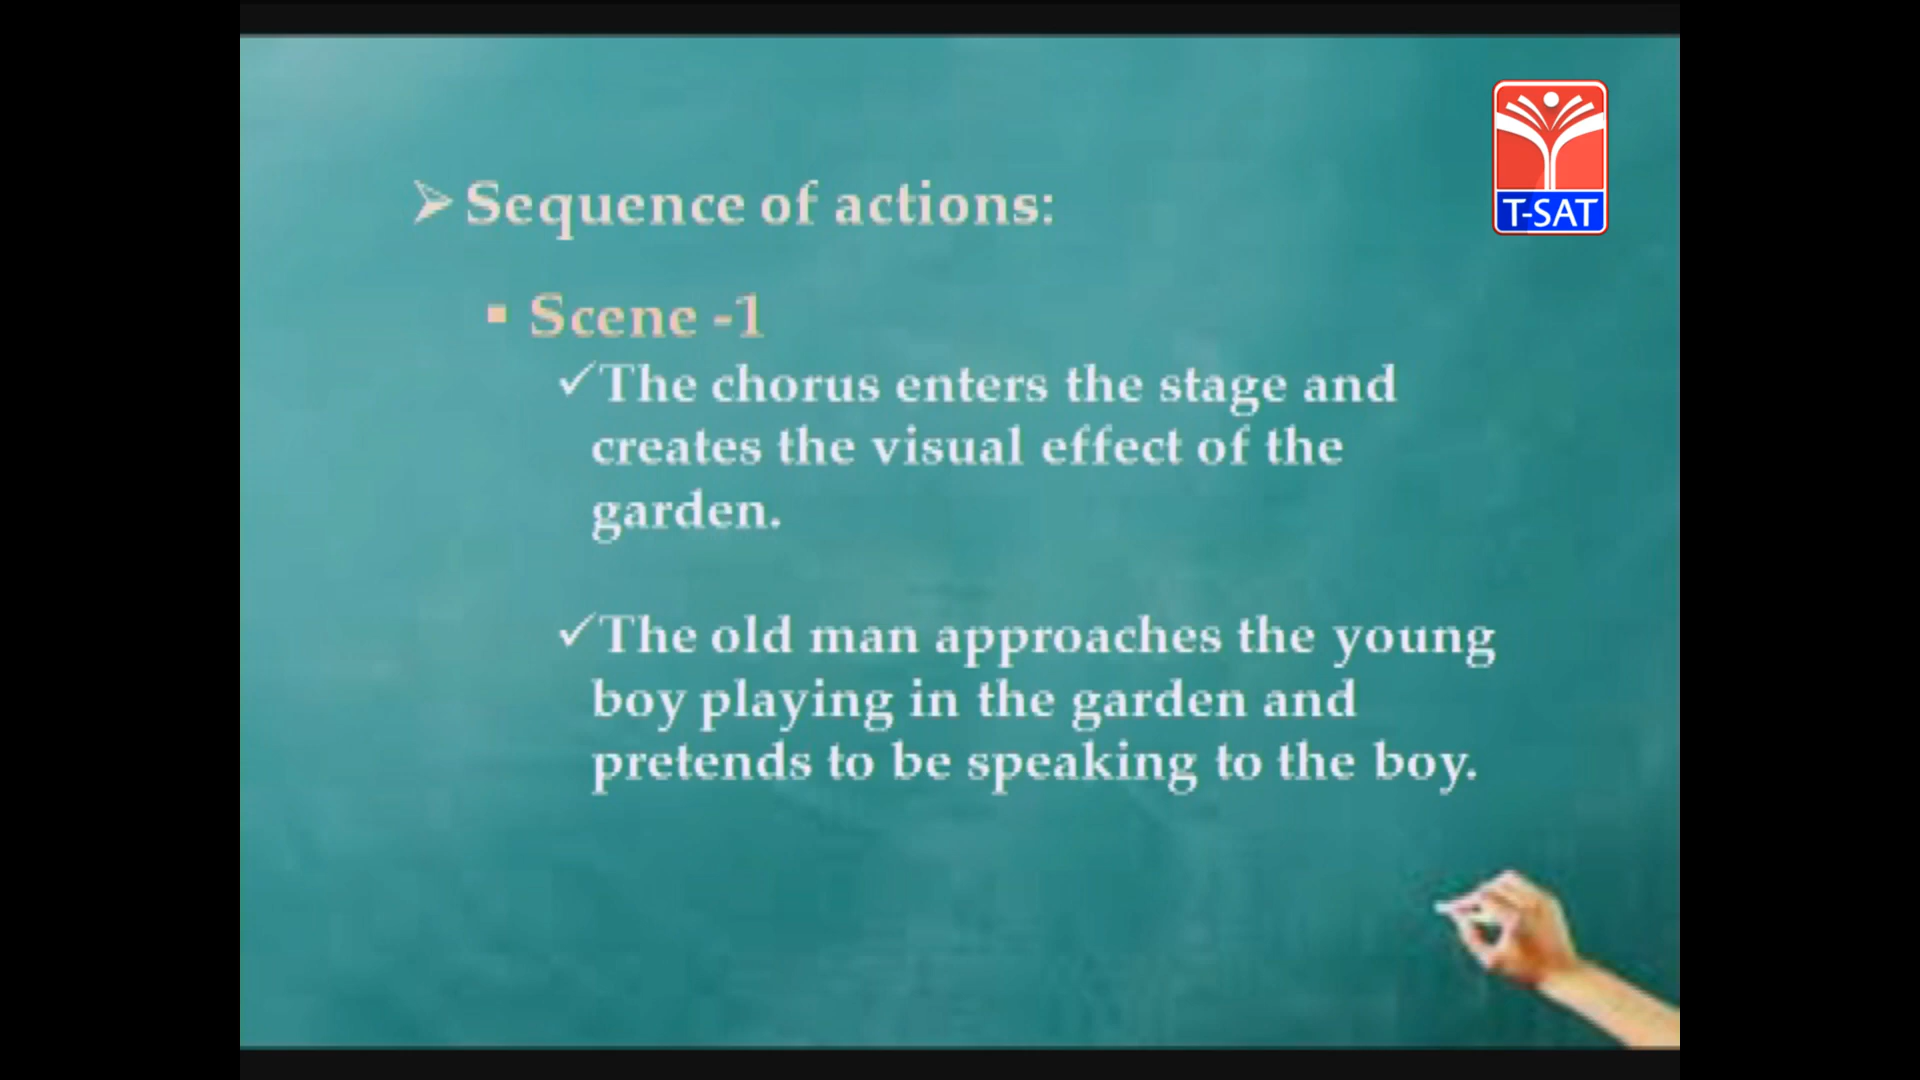 T-SAT
➢ Sequence of actions:
▪ Scene -1
✓The chorus enters the stage and
creates the visual effect of the
garden.
✓The old man approaches the young
boy playing in the garden and
pretends to be speaking to the boy.